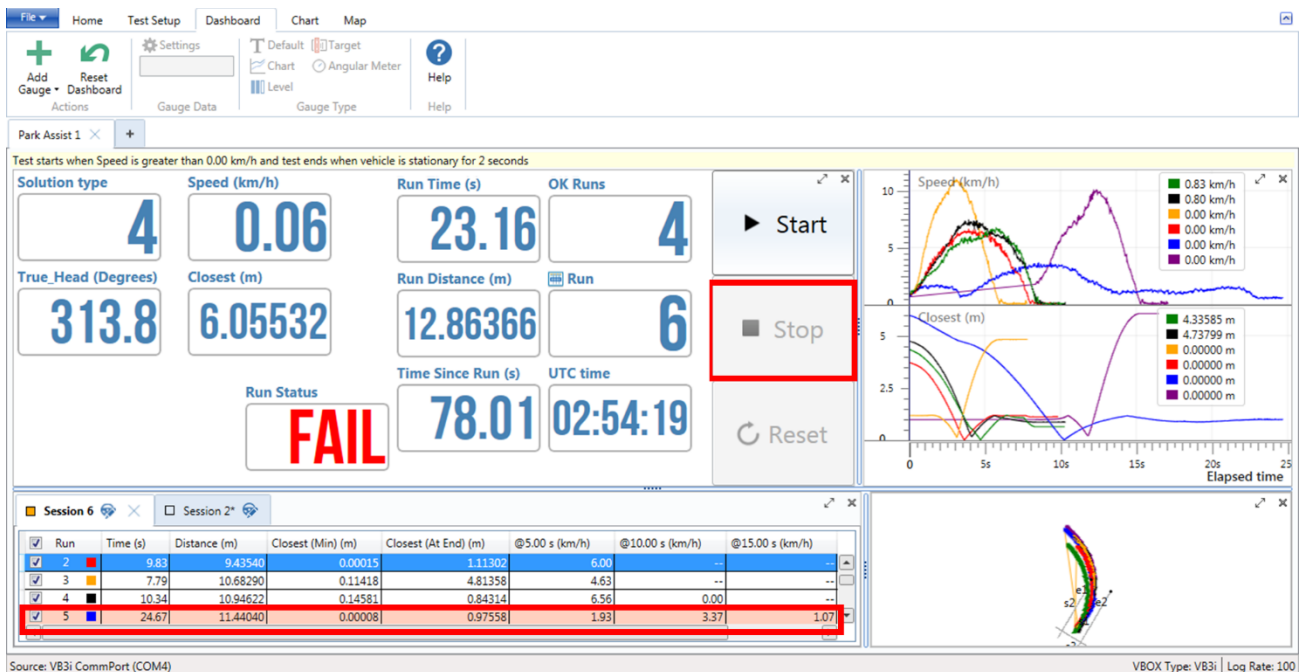 File Home Test Setup Dashboard Chart Map
Settings Default Target
Chart Angular Meter
Add Gauge Reset Dashboard Level Help
Actions Gauge Data Gauge Type Help
Park Assist 1 +
Test starts when Speed is greater than 0.00 km/h and test ends when vehicle is stationary for 2 seconds
Solution type Speed (km/h) Run Time (s) OK Runs
4 0.06 23.16 4
True_Head (Degrees) Closest (m) Run Distance (m) Run
313.8 6.05532 12.86366 6
Time Since Run (s) UTC time
Run Status 78.01 02:54:19
FAIL
Start
Stop
Reset
Speed (km/h)
10
5
0
0.83 km/h
0.80 km/h
0.00 km/h
0.00 km/h
0.00 km/h
0.00 km/h
Closest (m)
5
2.5
0
4.33585 m
4.73799 m
0.00000 m
0.00000 m
0.00000 m
0.00000 m
0 5s 10s 15s 20s 25
Elapsed time
Session 6 Session 2*
Run Time (s) Distance (m) Closest (Min) (m) Closest (At End) (m) @5.00 s (km/h) @10.00 s (km/h) @15.00 s (km/h)
2 9.83 9.43540 0.00015 1.11302 6.00 -- --
3 7.79 10.68290 0.11418 4.81358 4.63 -- --
4 10.34 10.94622 0.14581 0.84314 6.56 0.00 --
5 24.67 11.44040 0.00008 0.97558 1.93 3.37 1.07
s2 e2
Source: VB3i CommPort (COM4) VBOX Type: VB3i Log Rate: 100